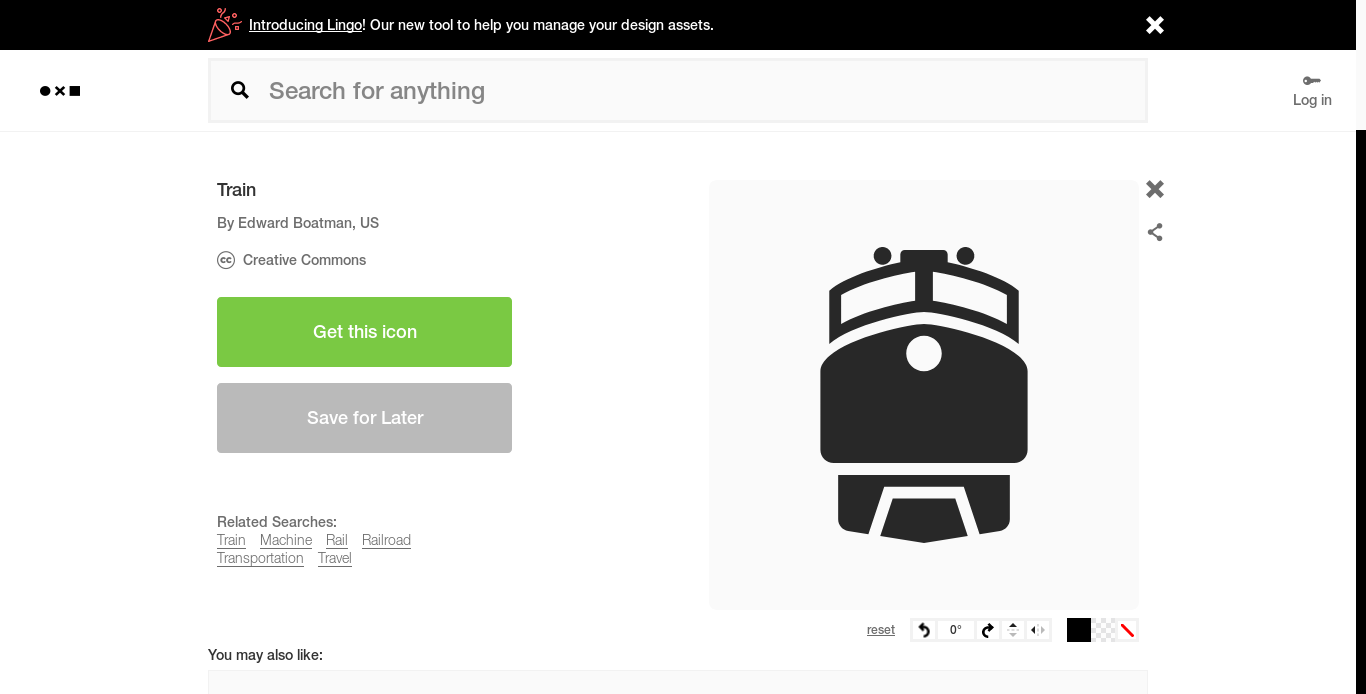 Introducing Lingo! Our new tool to help you manage your design assets.
Search for anything
Log in
Train
By Edward Boatman, US
cc Creative Commons
Get this icon
Save for Later
Related Searches:
Train Machine Rail Railroad
Transportation Travel
reset 0°
You may also like: